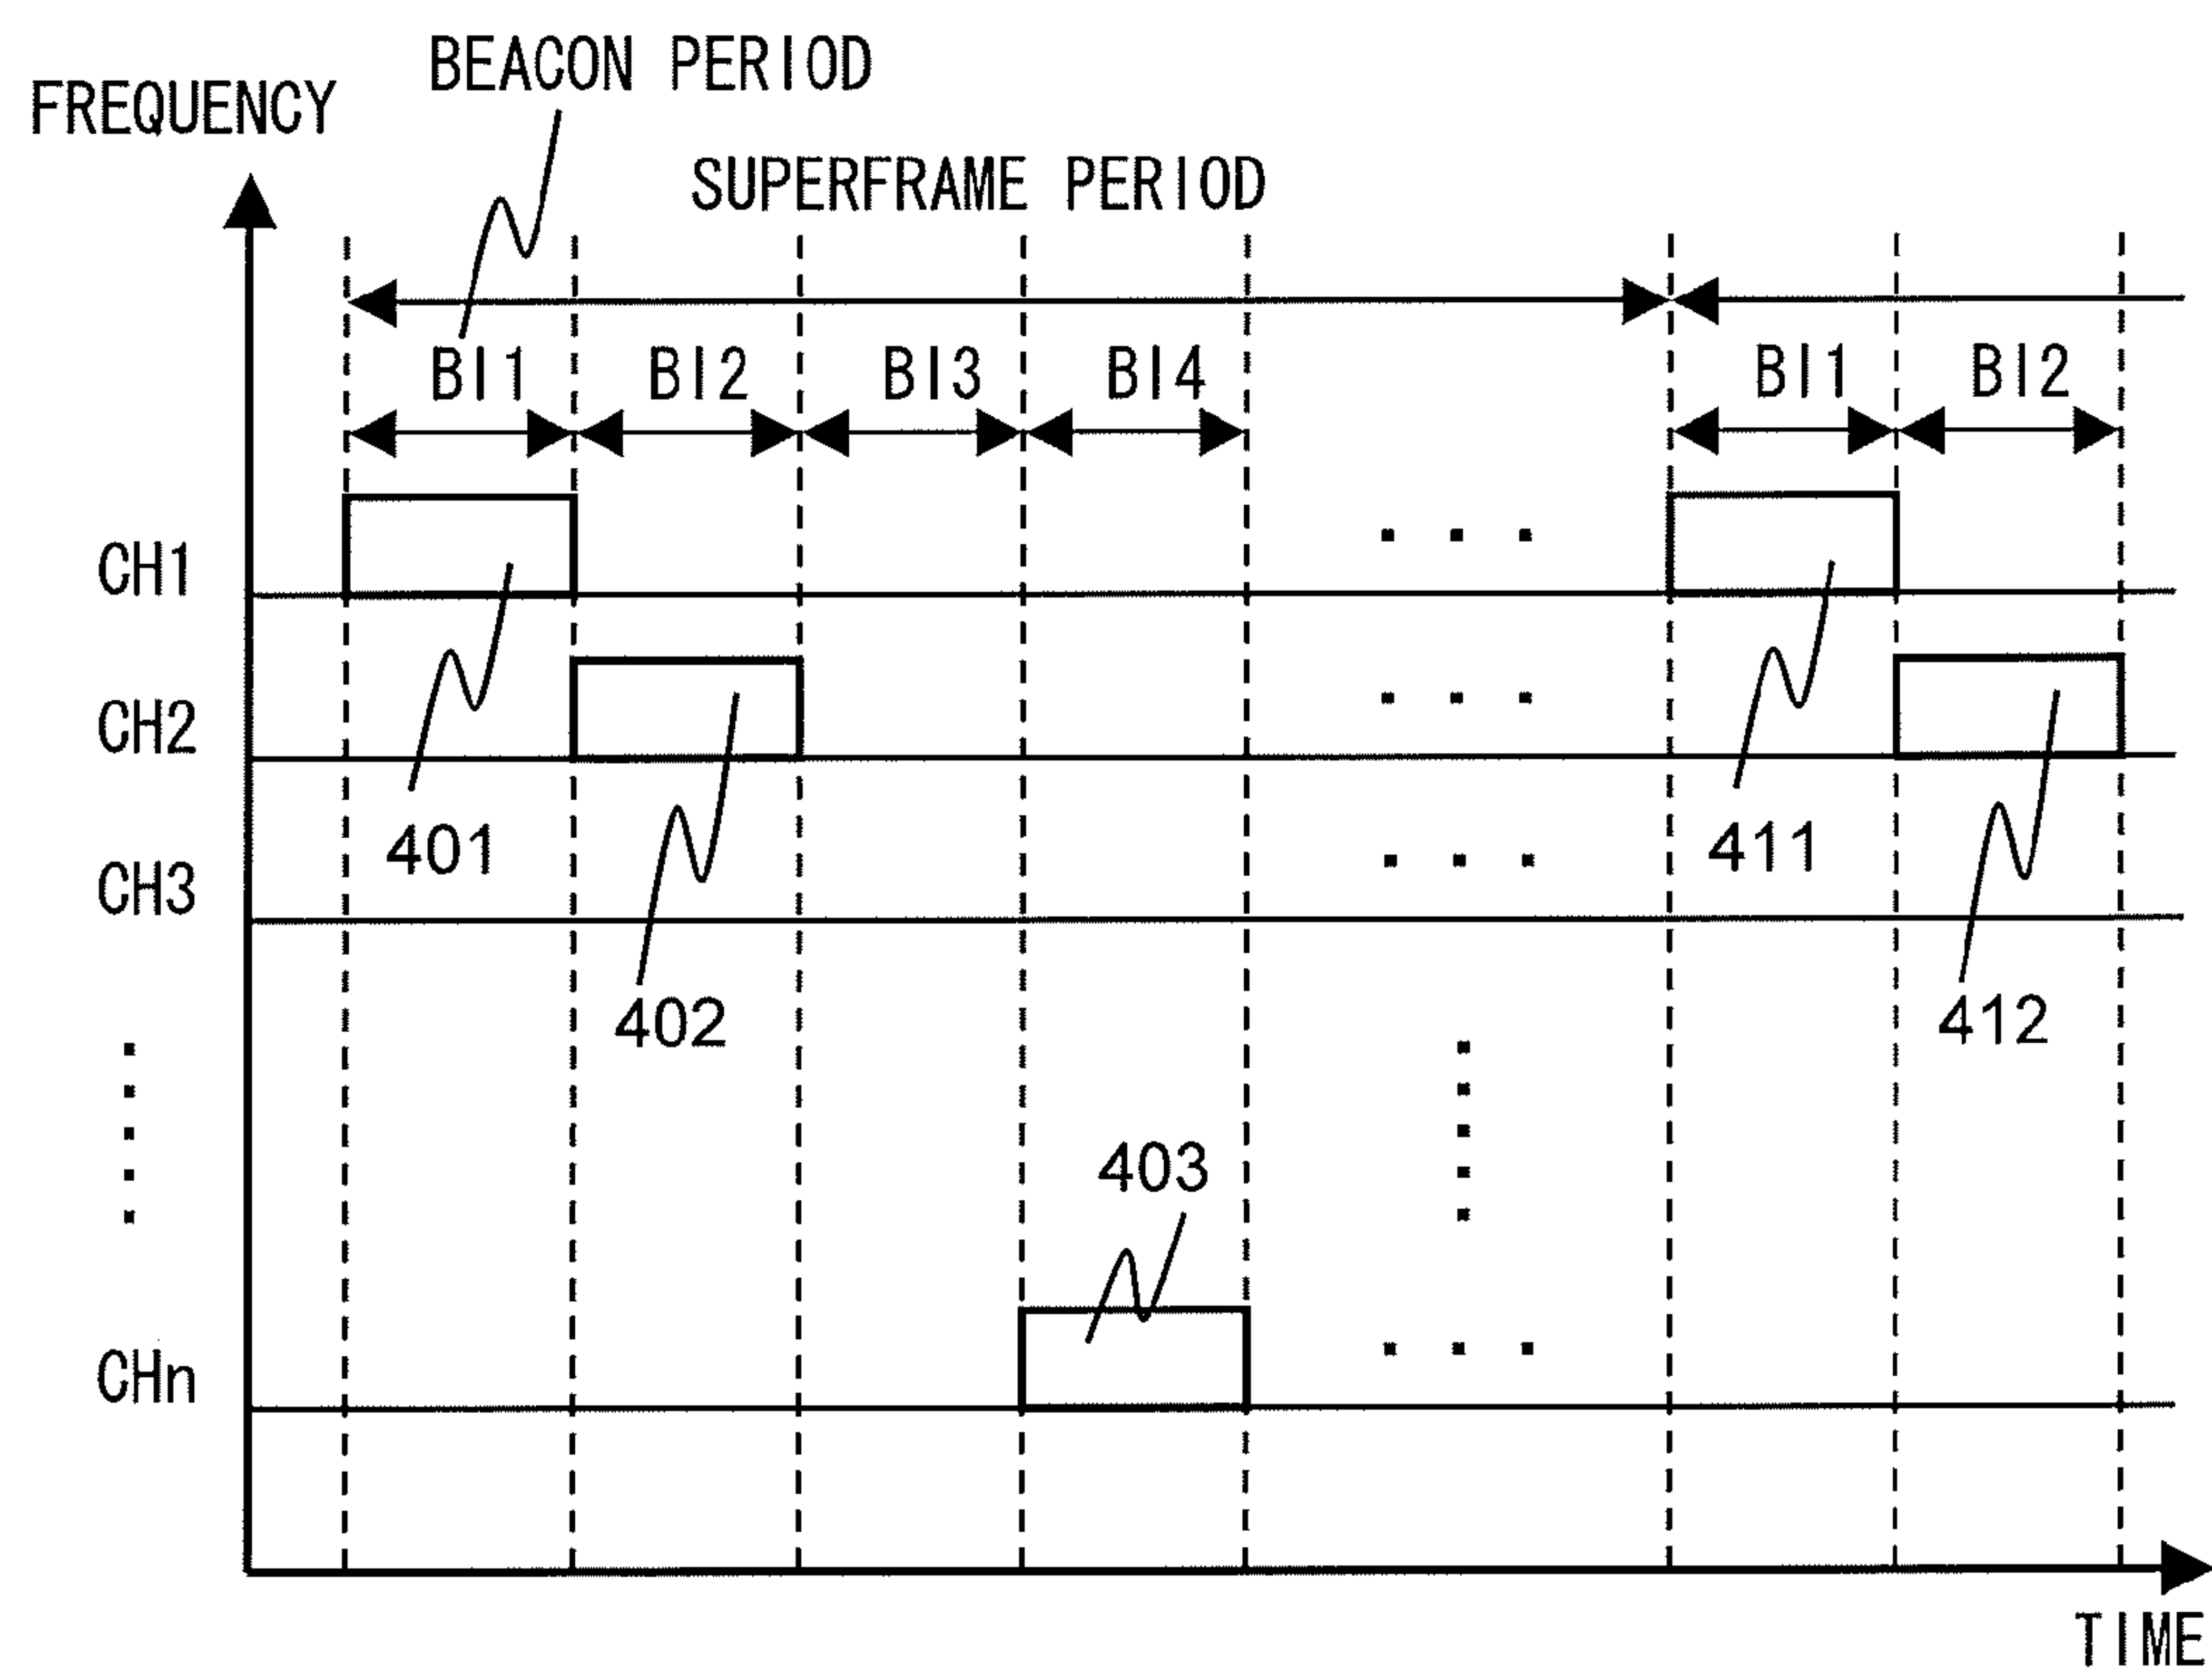 BEACON PERIOD
FREQUENCY
SUPERFRAME PERIOD
BI1 BI2 BI3 BI4 BI1 BI2
CH1
CH2
401 411
CH3
402 412
403
CHn
TIME